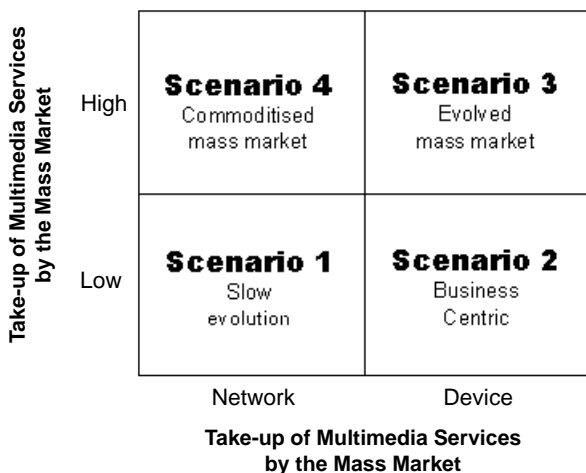 Take-up of Multimedia Services
by the Mass Market
High
Scenario 4
Commoditised
mass market
Scenario 3
Evolved
mass market
Low
Scenario 1
Slow
evolution
Scenario 2
Business
Centric
Network
Device
Take-up of Multimedia Services
by the Mass Market